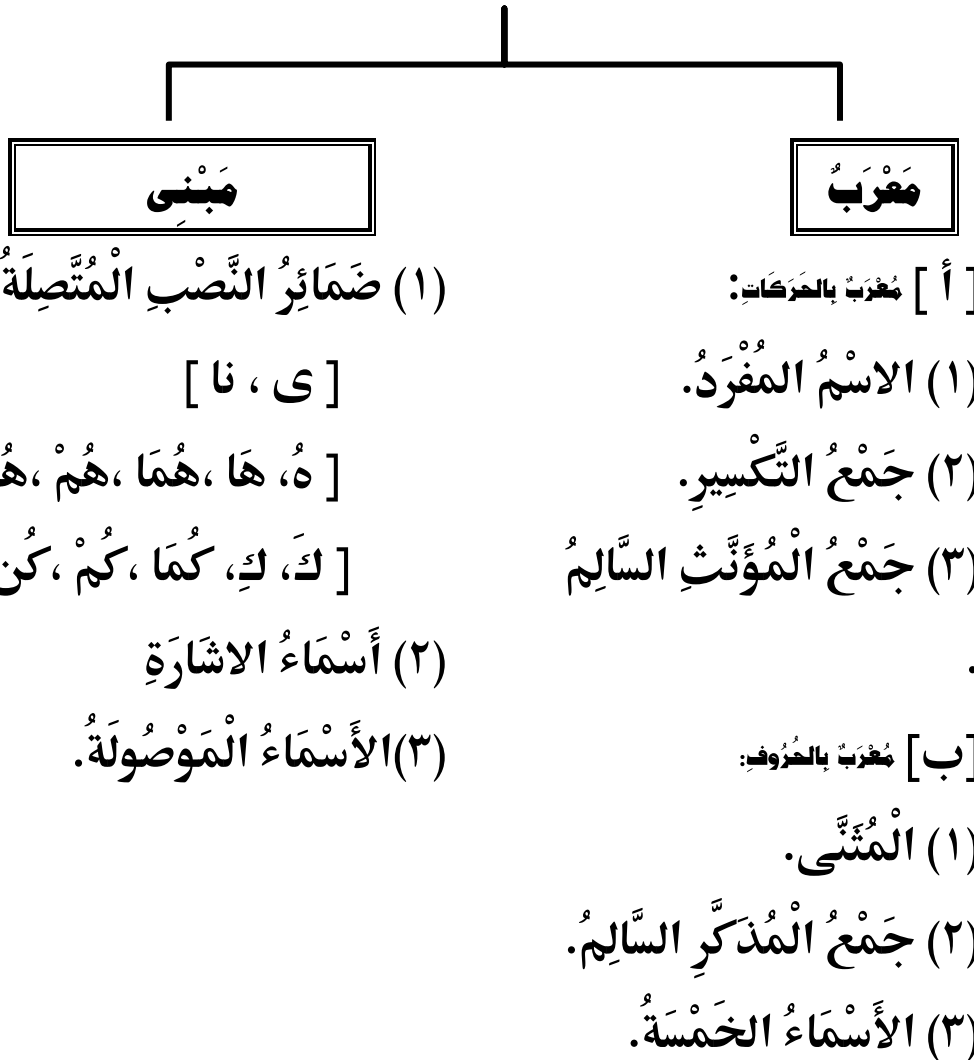 مَعْرَبٌ
[ أ ] مُعْرَبٌ بِالحَرَكَاتِ:
(١) الاسْمُ المُفْرَدُ.
(٢) جَمْعُ التَّكْسِيرِ.
(٣) جَمْعُ الْمُؤَنَّثِ السَّالِمُ
.
[ب] مُعْرَبٌ بِالحُرُوفِ:
(١) الْمُثَنَّى.
(٢) جَمْعُ الْمُذَكَّرِ السَّالِمُ.
(٣) الأَسْمَاءُ الخَمْسَةُ.
مَبْنِى
(١) ضَمَائِرُ النَّصْبِ الْمُتَّصِلَةُ
[ ى ، نا ]
[ هُ، هَا ،هُمَا ،هُمْ ،هُ
[ كَ، كِ، كُمَا ،كُمْ ،كُن
(٢) أَسْمَاءُ الاشَارَةِ
(٣)الأَسْمَاءُ الْمَوْصُولَةُ.